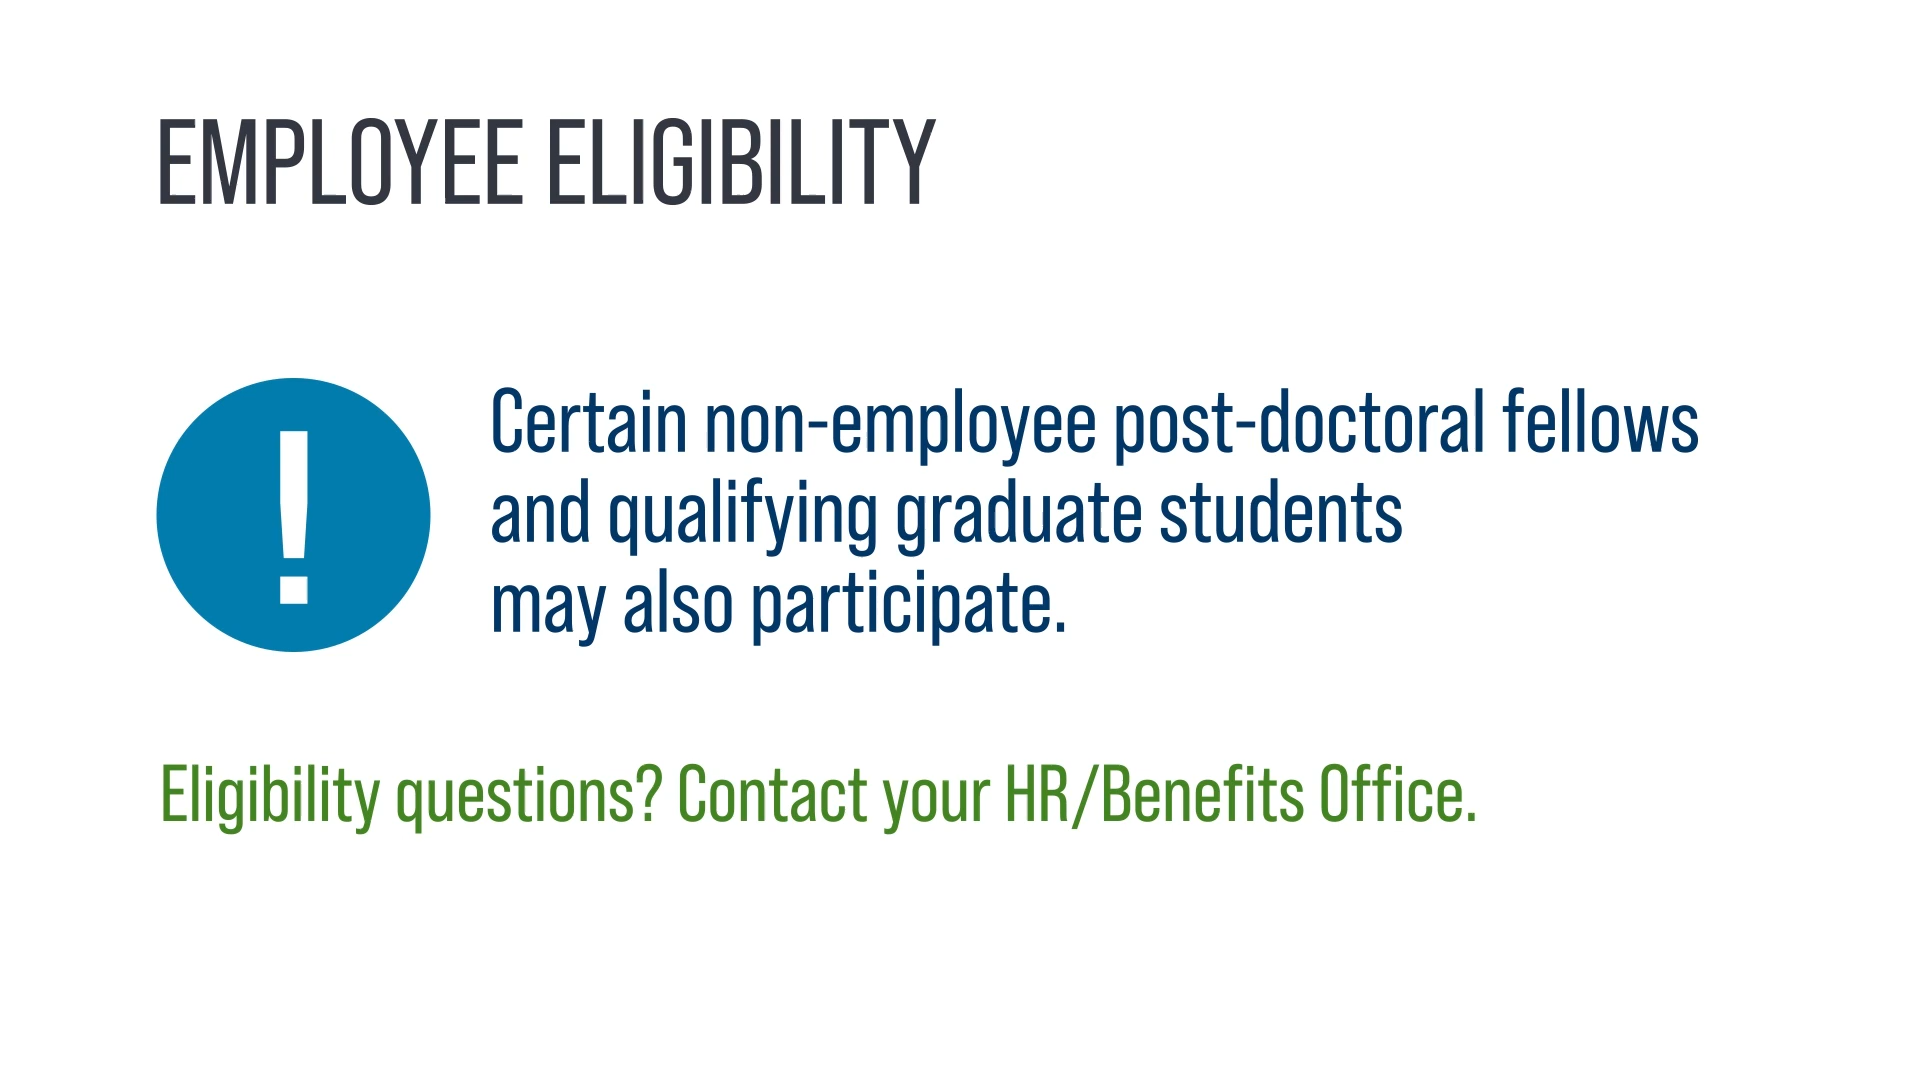 EMPLOYEE ELIGIBILITY
!
Certain non-employee post-doctoral fellows
and qualifying graduate students
may also participate.
Eligibility questions? Contact your HR/Benefits Office.